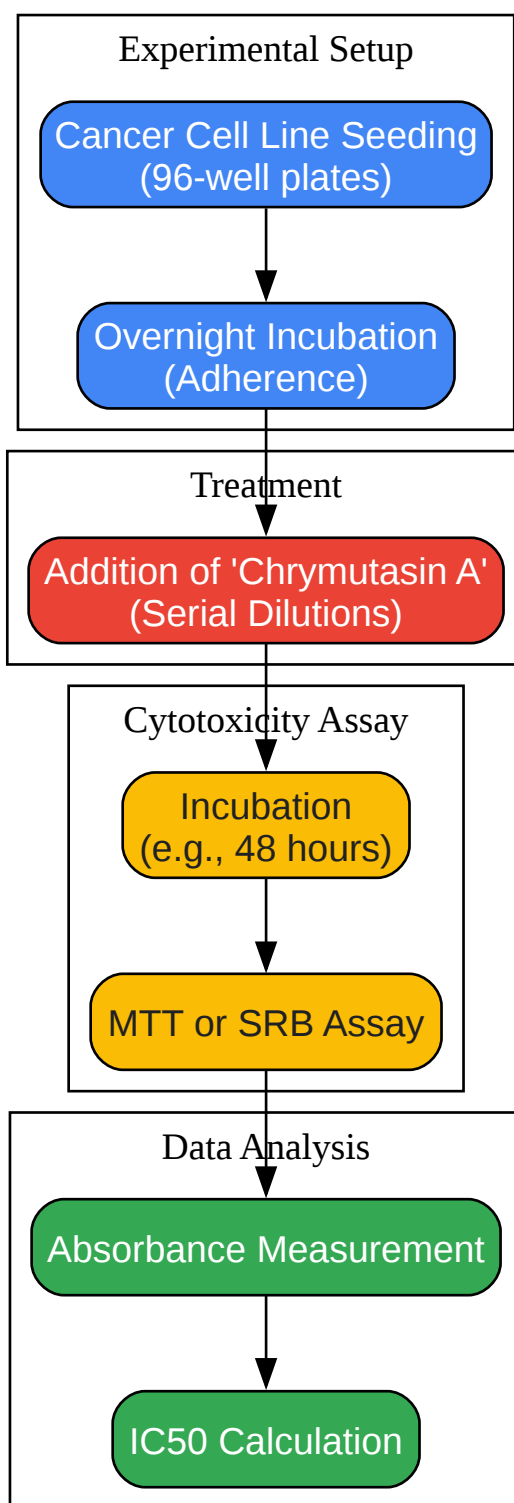 Experimental Setup
Cancer Cell Line Seeding
(96-well plates)
Overnight Incubation
(Adherence)
Treatment
Addition of 'Chrymutasin A'
(Serial Dilutions)
Cytotoxicity Assay
Incubation
(e.g., 48 hours)
MTT or SRB Assay
Data Analysis
Absorbance Measurement
IC50 Calculation